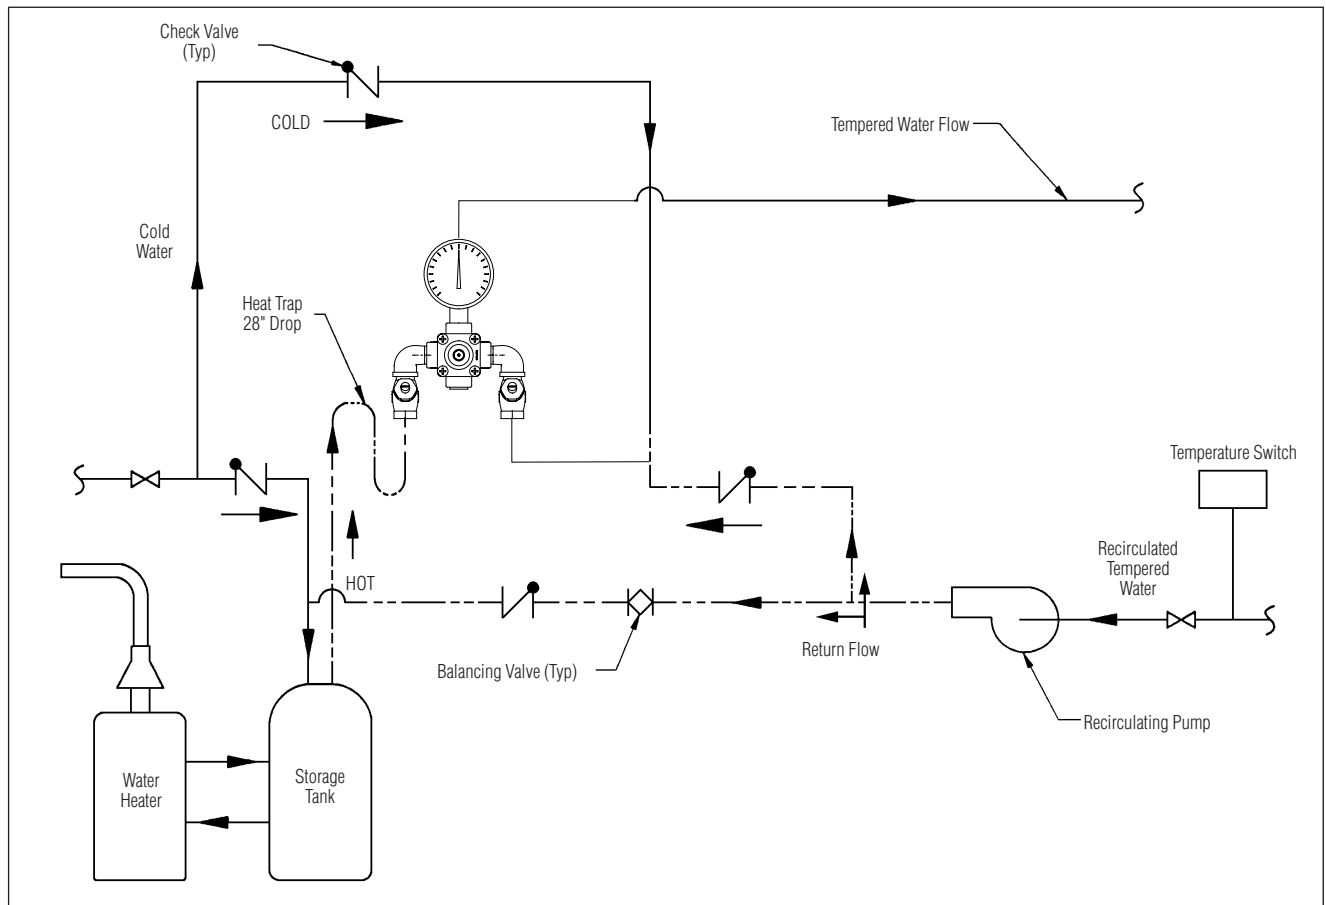 Check Valve
(Typ)
COLD
Tempered Water Flow
Cold
Water
Heat Trap
28" Drop
Temperature Switch
Recirculated
Tempered
Water
HOT
Return Flow
Balancing Valve (Typ)
Recirculating Pump
Water
Heater
Storage
Tank